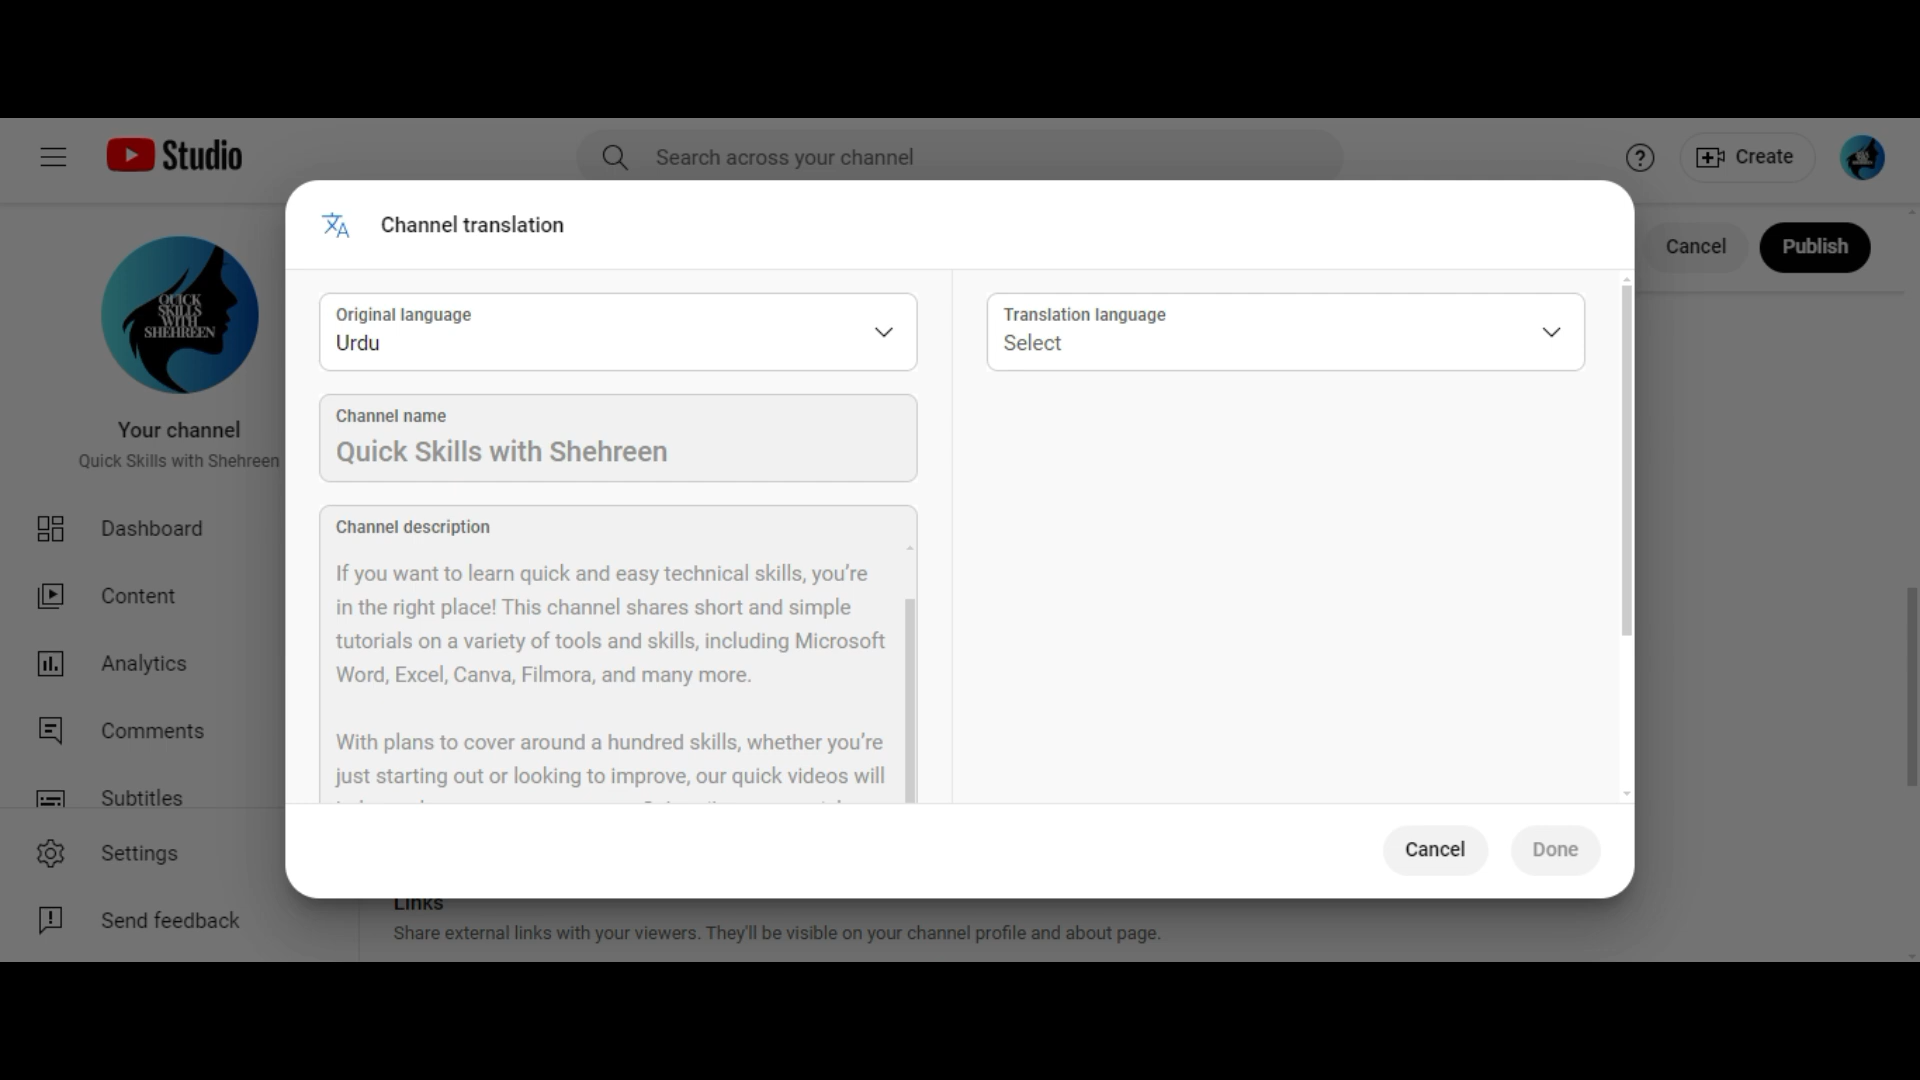 Studio
Search across your channel
Create
Channel translation
Cancel
Publish
QUICK
SKILLS
WITH
SHEHREEN
Your channel
Quick Skills with Shehreen
Dashboard
Content
Analytics
Comments
Subtitles
Settings
Send feedback
Original language
Urdu
Translation language
Select
Channel name
Quick Skills with Shehreen
Channel description
If you want to learn quick and easy technical skills, you’re
in the right place! This channel shares short and simple
tutorials on a variety of tools and skills, including Microsoft
Word, Excel, Canva, Filmora, and many more.
With plans to cover around a hundred skills, whether you’re
just starting out or looking to improve, our quick videos will
Cancel
Done
Links
Share external links with your viewers. They'll be visible on your channel profile and about page.